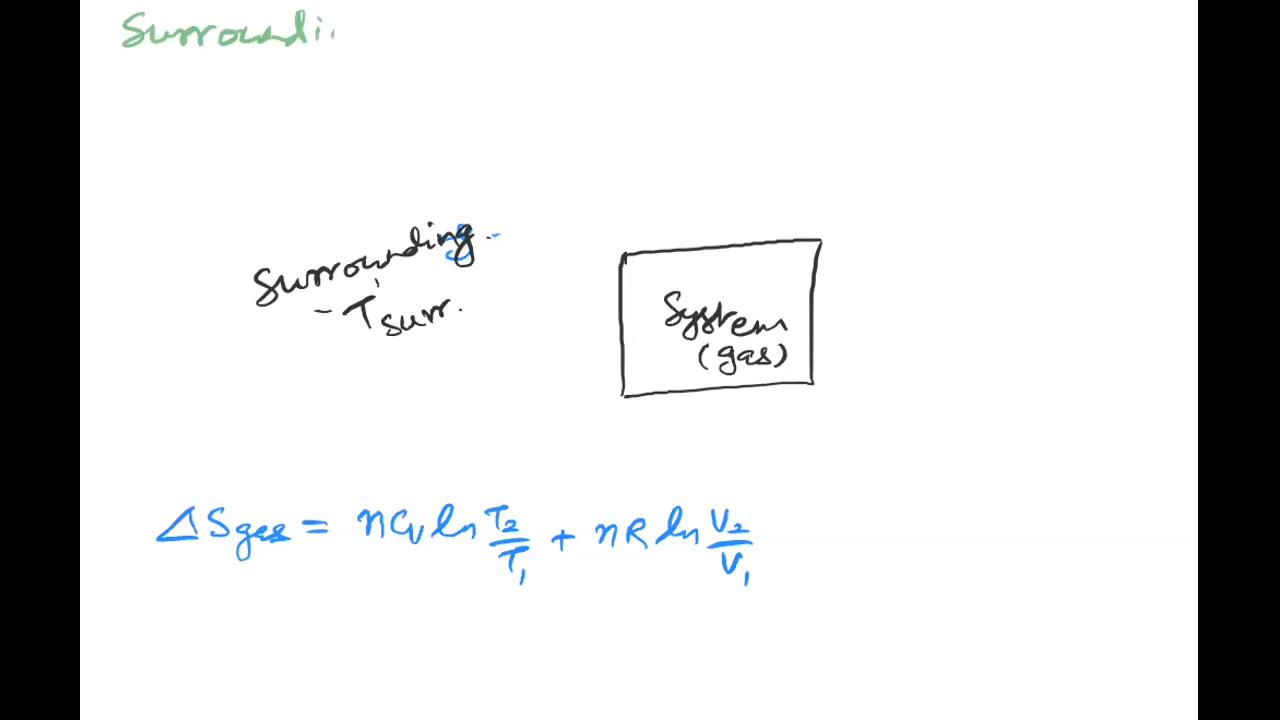 Surroundi
Surrounding
- Tsurr.
System
(gas)
ΔSgas = nCv ln T2/T1 + nR ln V2/V1